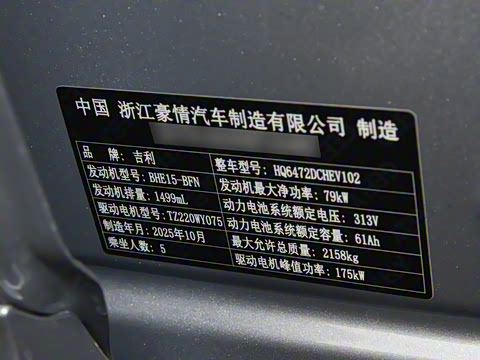 中国 浙江豪情汽车制造有限公司 制造
品 牌：吉利 整车型号：HQ6472DCHEV102
发动机型号：BHE15-BFN 发动机最大净功率：79kW
发动机排量：1499mL 动力电池系统额定电压：313V
驱动电机型号：TZ220WY075 动力电池系统额定容量：61Ah
制造年月：2025年10月 最大允许总质量：2158kg
乘坐人数：5 驱动电机峰值功率：175kW